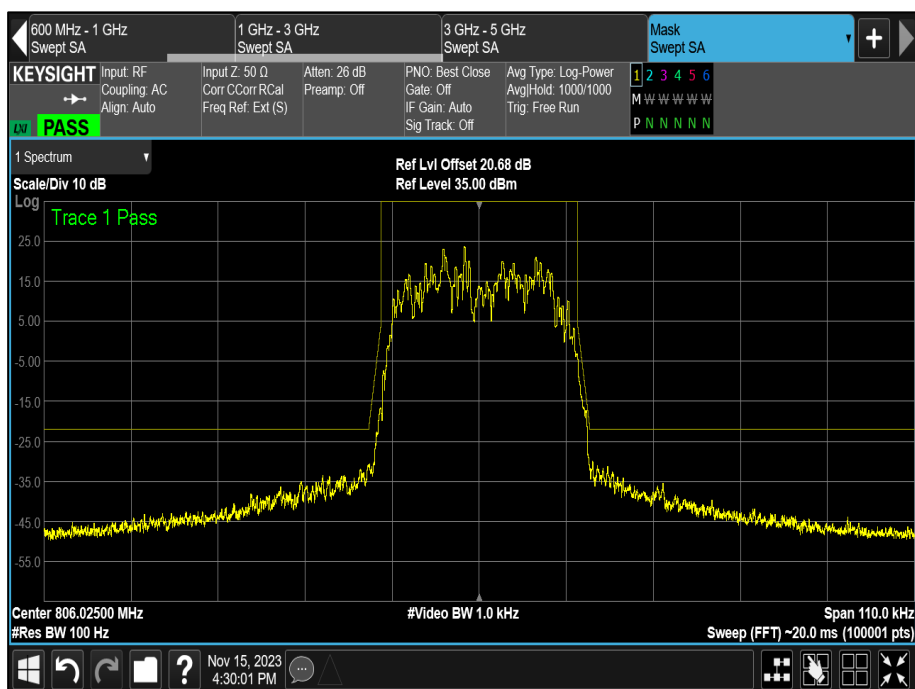 600 MHz - 1 GHz
Swept SA
1 GHz - 3 GHz
Swept SA
3 GHz - 5 GHz
Swept SA
Mask
Swept SA
KEYSIGHT
Input: RF
Coupling: AC
Align: Auto
Input Z: 50 Ω
Corr CCorr RCal
Freq Ref: Ext (S)
Atten: 26 dB
Preamp: Off
PNO: Best Close
Gate: Off
IF Gain: Auto
Sig Track: Off
Avg Type: Log-Power
Avg|Hold: 1000/1000
Trig: Free Run
1 2 3 4 5 6
M W W W W W
P N N N N N
LXI
PASS
1 Spectrum
Scale/Div 10 dB
Ref Lvl Offset 20.68 dB
Ref Level 35.00 dBm
Log
Trace 1 Pass
25.0
15.0
5.00
-5.00
-15.0
-25.0
-35.0
-45.0
-55.0
Center 806.02500 MHz
#Res BW 100 Hz
#Video BW 1.0 kHz
Span 110.0 kHz
Sweep (FFT) ~20.0 ms (100001 pts)
Nov 15, 2023
4:30:01 PM